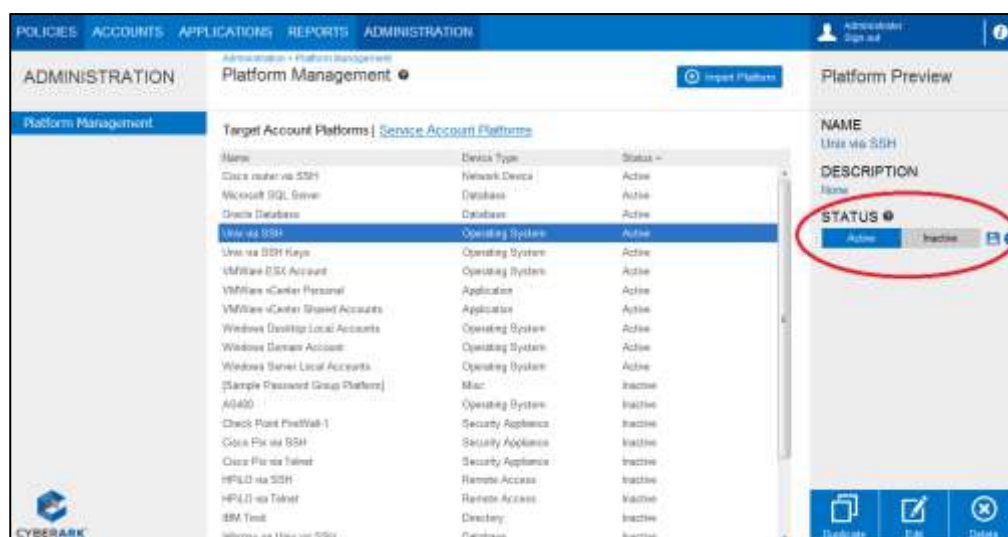 POLICIES ACCOUNTS APPLICATIONS REPORTS ADMINISTRATION
Administrator
Sign out
ADMINISTRATION
Administration > Platform Management
Platform Management
Import Platform
Platform Preview
Platform Management
Target Account Platforms | Service Account Platforms
Name Device Type Status
Cisco router via SSH Network Device Active
Microsoft SQL Server Database Active
Oracle Database Database Active
Unix via SSH Operating System Active
Unix via SSH Keys Operating System Active
VMWare ESX Account Operating System Active
VMWare vCenter Personal Application Active
VMWare vCenter Shared Accounts Application Active
Windows Desktop Local Accounts Operating System Active
Windows Domain Account Operating System Active
Windows Server Local Accounts Operating System Active
[Sample Password Group Platform] Misc Inactive
AS400 Operating System Inactive
Check Point FireWall-1 Security Appliance Inactive
Cisco Pix via SSH Security Appliance Inactive
Cisco Pix via Telnet Security Appliance Inactive
HPiLO via SSH Remote Access Inactive
HPiLO via Telnet Remote Access Inactive
IBM Tivoli Directory Inactive
Informix on Unix via SSH Database Inactive
NAME
Unix via SSH
DESCRIPTION
None
STATUS
Active Inactive
CYBERARK
Duplicate Edit Delete